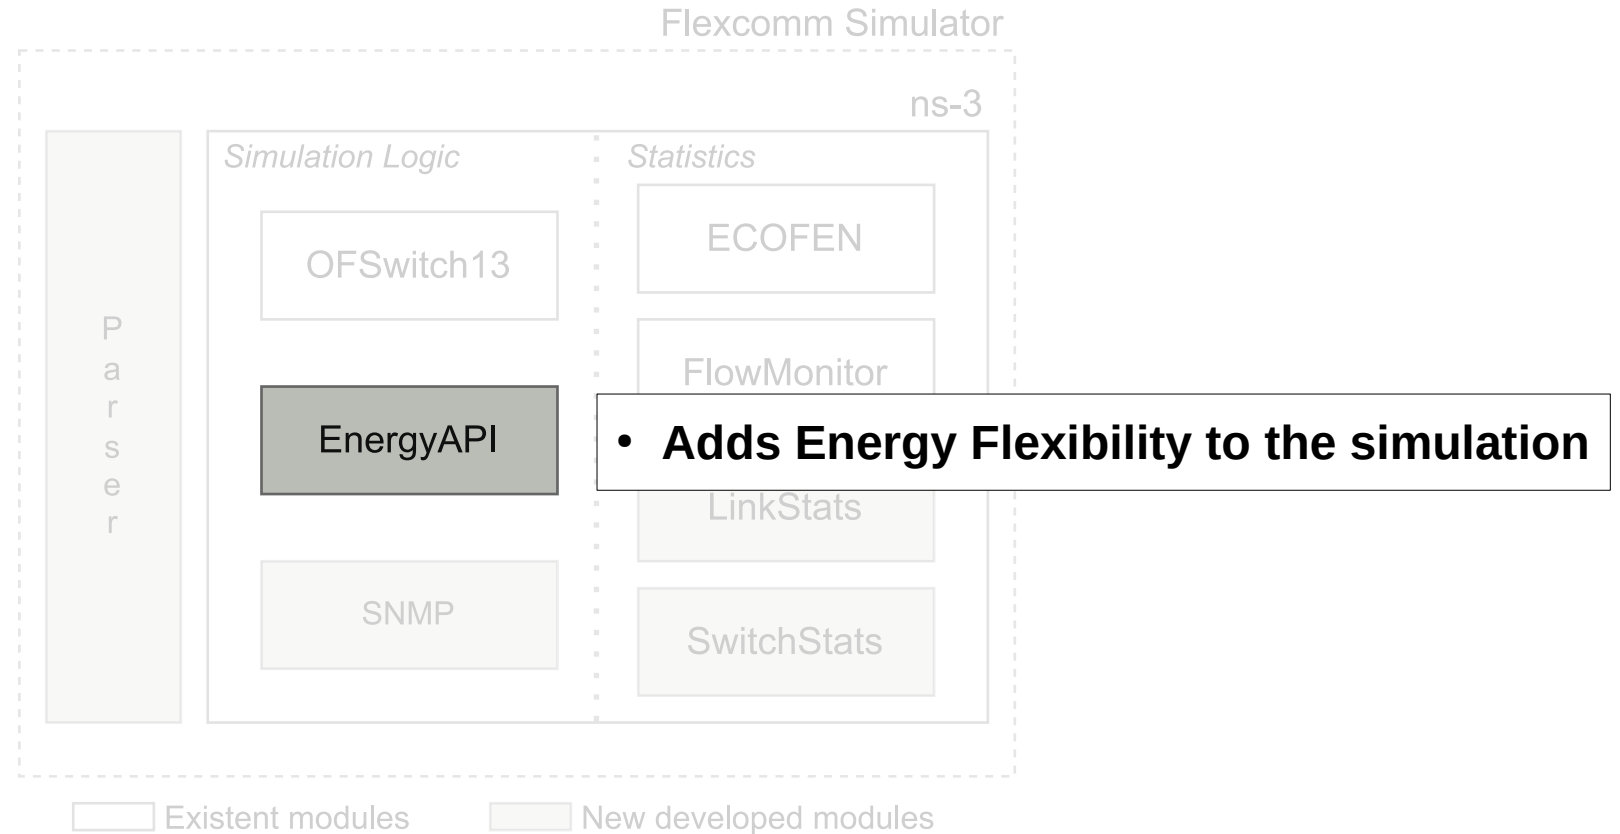 Flexcomm Simulator
ns-3
Simulation Logic
Statistics
OFSwitch13
ECOFEN
P
a
r
s
e
r
FlowMonitor
EnergyAPI
• Adds Energy Flexibility to the simulation
LinkStats
SNMP
SwitchStats
Existent modules
New developed modules